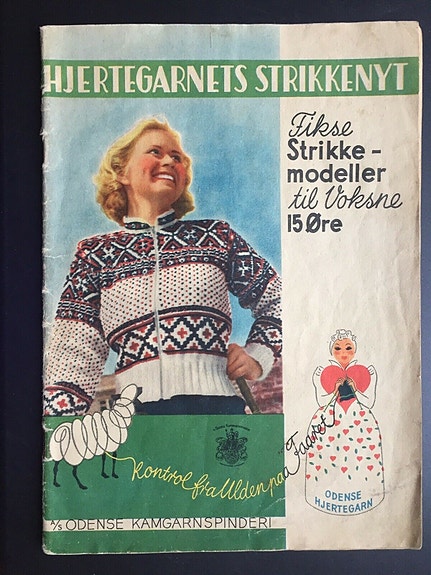 HJERTEGARNETS STRIKKENYT
Fikse
Strikke-
modeller
til Voksne
15 Øre
Kontrol fra Ulden paa Faaret
ODENSE
HJERTEGARN
A/S ODENSE KAMGARNSPINDERI